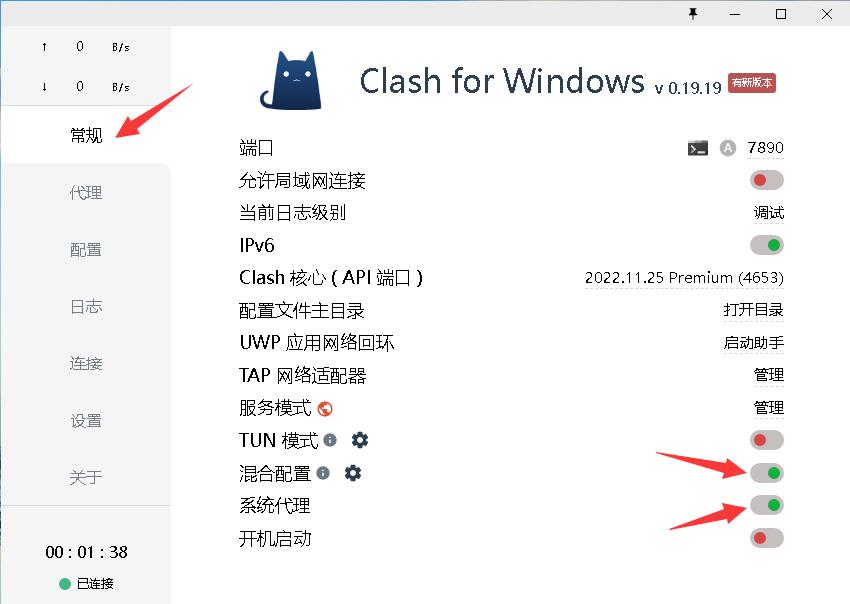 ↑ 0 B/s
↓ 0 B/s
常规
代理
配置
日志
连接
设置
关于
00 : 01 : 38
已连接
Clash for Windows v 0.19.19 有新版本
端口 A 7890
允许局域网连接
当前日志级别 调试
IPv6
Clash 核心 ( API 端口 ) 2022.11.25 Premium (4653)
配置文件主目录 打开目录
UWP 应用网络回环 启动助手
TAP 网络适配器 管理
服务模式 管理
TUN 模式
混合配置
系统代理
开机启动